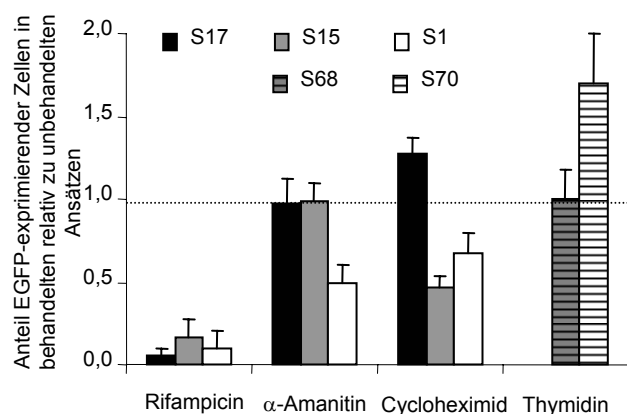 Anteil EGFP-exprimierender Zellen in
behandelten relativ zu unbehandelten
Ansätzen
2,0
1,5
1,0
0,5
0,0
S17 S15 S1
S68 S70
Rifampicin α-Amanitin Cycloheximid Thymidin